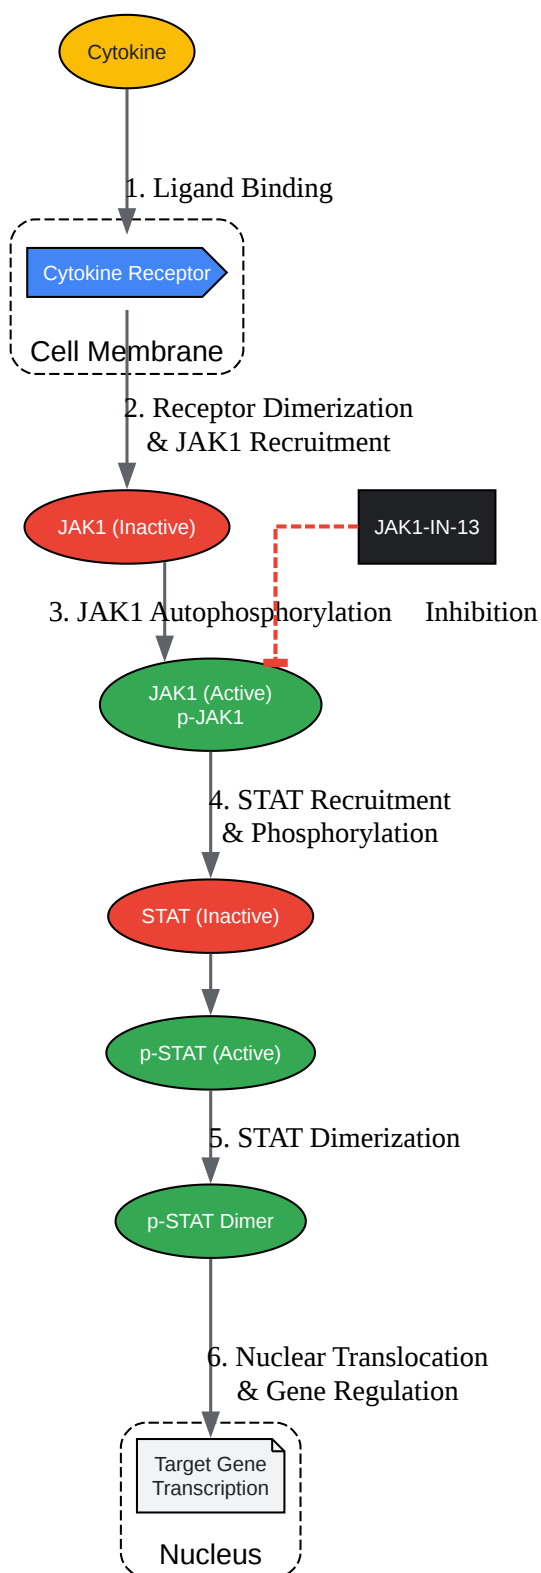 Cytokine
1. Ligand Binding
Cytokine Receptor
Cell Membrane
2. Receptor Dimerization
& JAK1 Recruitment
JAK1 (Inactive)
JAK1-IN-13
3. JAK1 Autophosphorylation
Inhibition
JAK1 (Active)
p-JAK1
4. STAT Recruitment
& Phosphorylation
STAT (Inactive)
p-STAT (Active)
5. STAT Dimerization
p-STAT Dimer
6. Nuclear Translocation
& Gene Regulation
Target Gene
Transcription
Nucleus